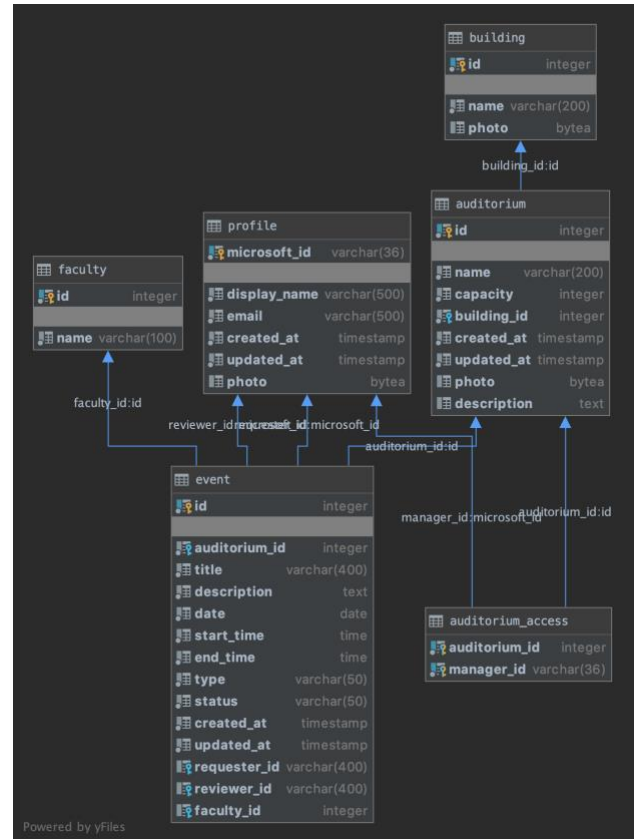 building
id integer
name varchar(200)
photo bytea
building_id:id
auditorium
id integer
name varchar(200)
capacity integer
building_id integer
created_at timestamp
updated_at timestamp
photo bytea
description text
profile
microsoft_id varchar(36)
display_name varchar(500)
email varchar(500)
created_at timestamp
updated_at timestamp
photo bytea
faculty
id integer
name varchar(100)
faculty_id:id
reviewer_id:microsoft_id
requester_id:microsoft_id
auditorium_id:id
manager_id:microsoft_id
auditorium_id:id
event
id integer
auditorium_id integer
title varchar(400)
description text
date date
start_time time
end_time time
type varchar(50)
status varchar(50)
created_at timestamp
updated_at timestamp
requester_id varchar(400)
reviewer_id varchar(400)
faculty_id integer
auditorium_access
auditorium_id integer
manager_id varchar(36)
Powered by yFiles